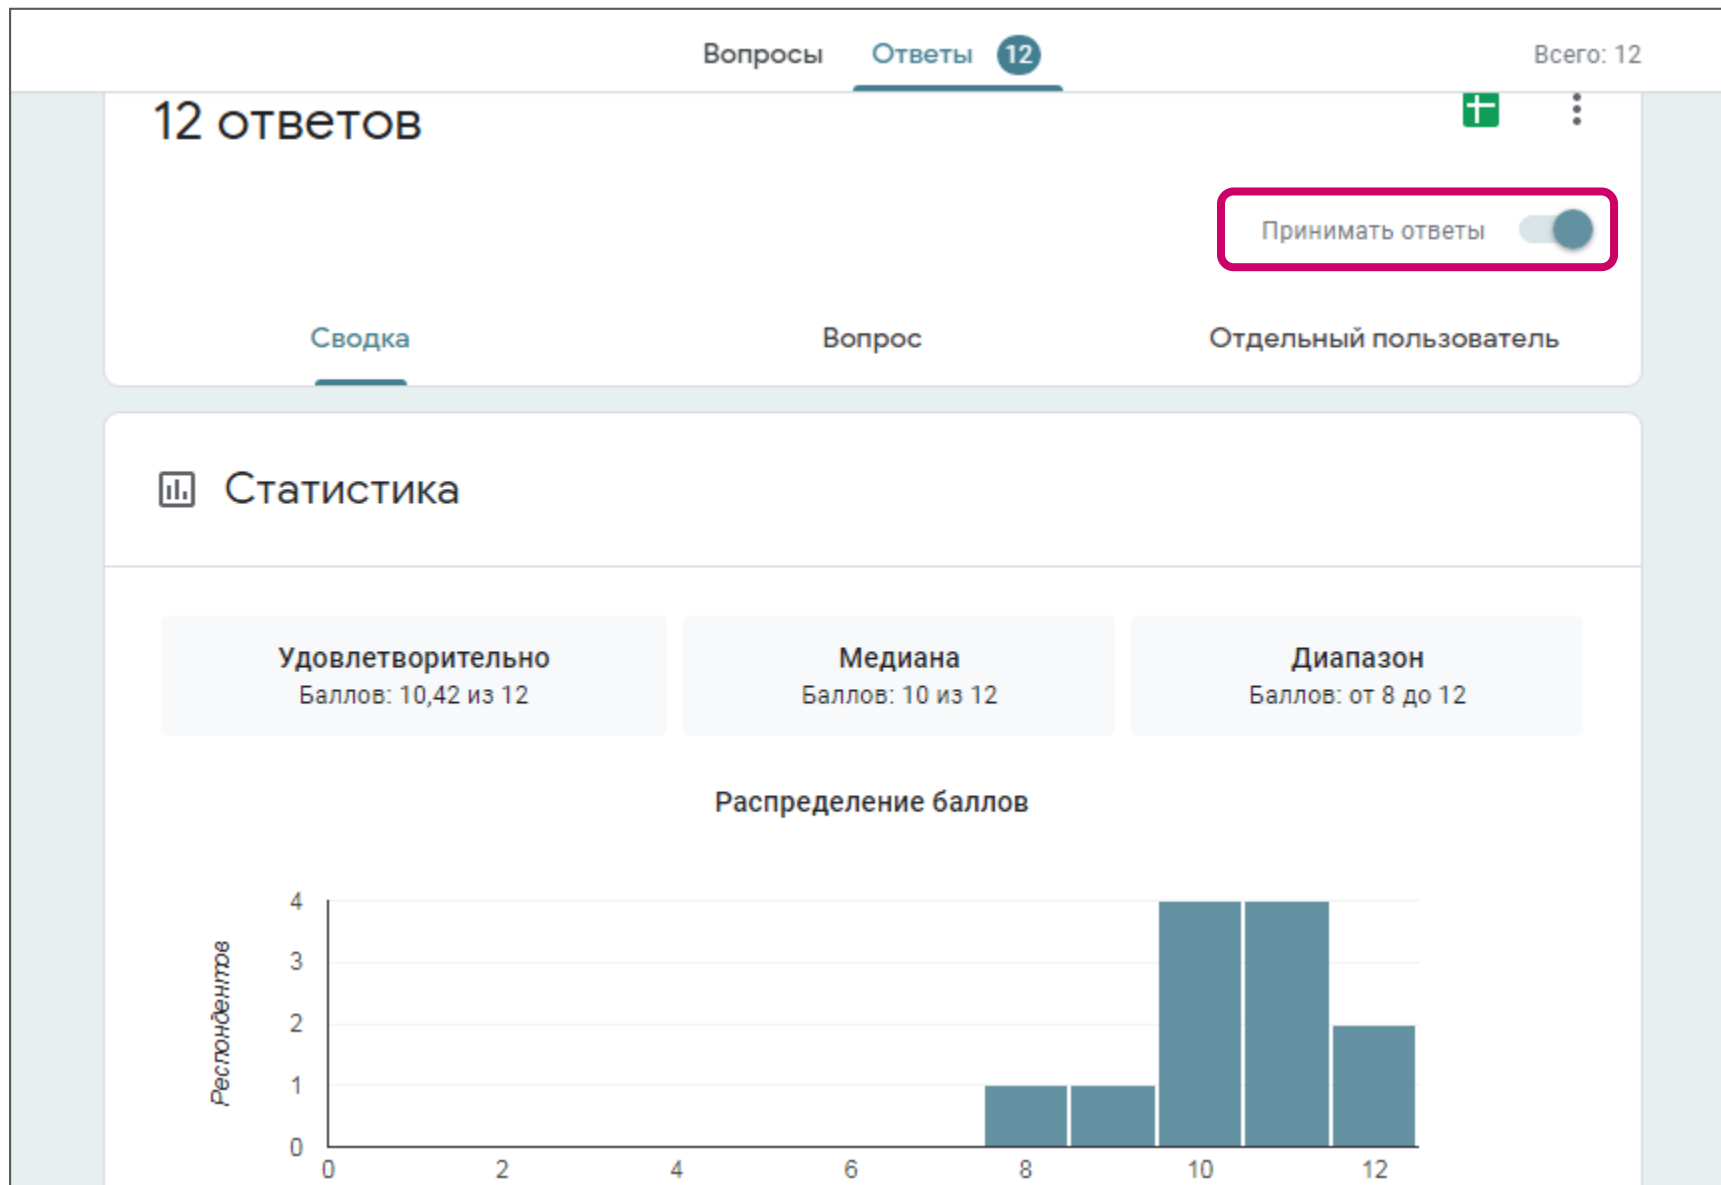 Вопросы Ответы 12 Всего: 12
12 ответов
Принимать ответы
Сводка Вопрос Отдельный пользователь
Статистика
Удовлетворительно Медиана Диапазон
Баллов: 10,42 из 12 Баллов: 10 из 12 Баллов: от 8 до 12
Распределение баллов
Респондентов
4
3
2
1
0
0 2 4 6 8 10 12